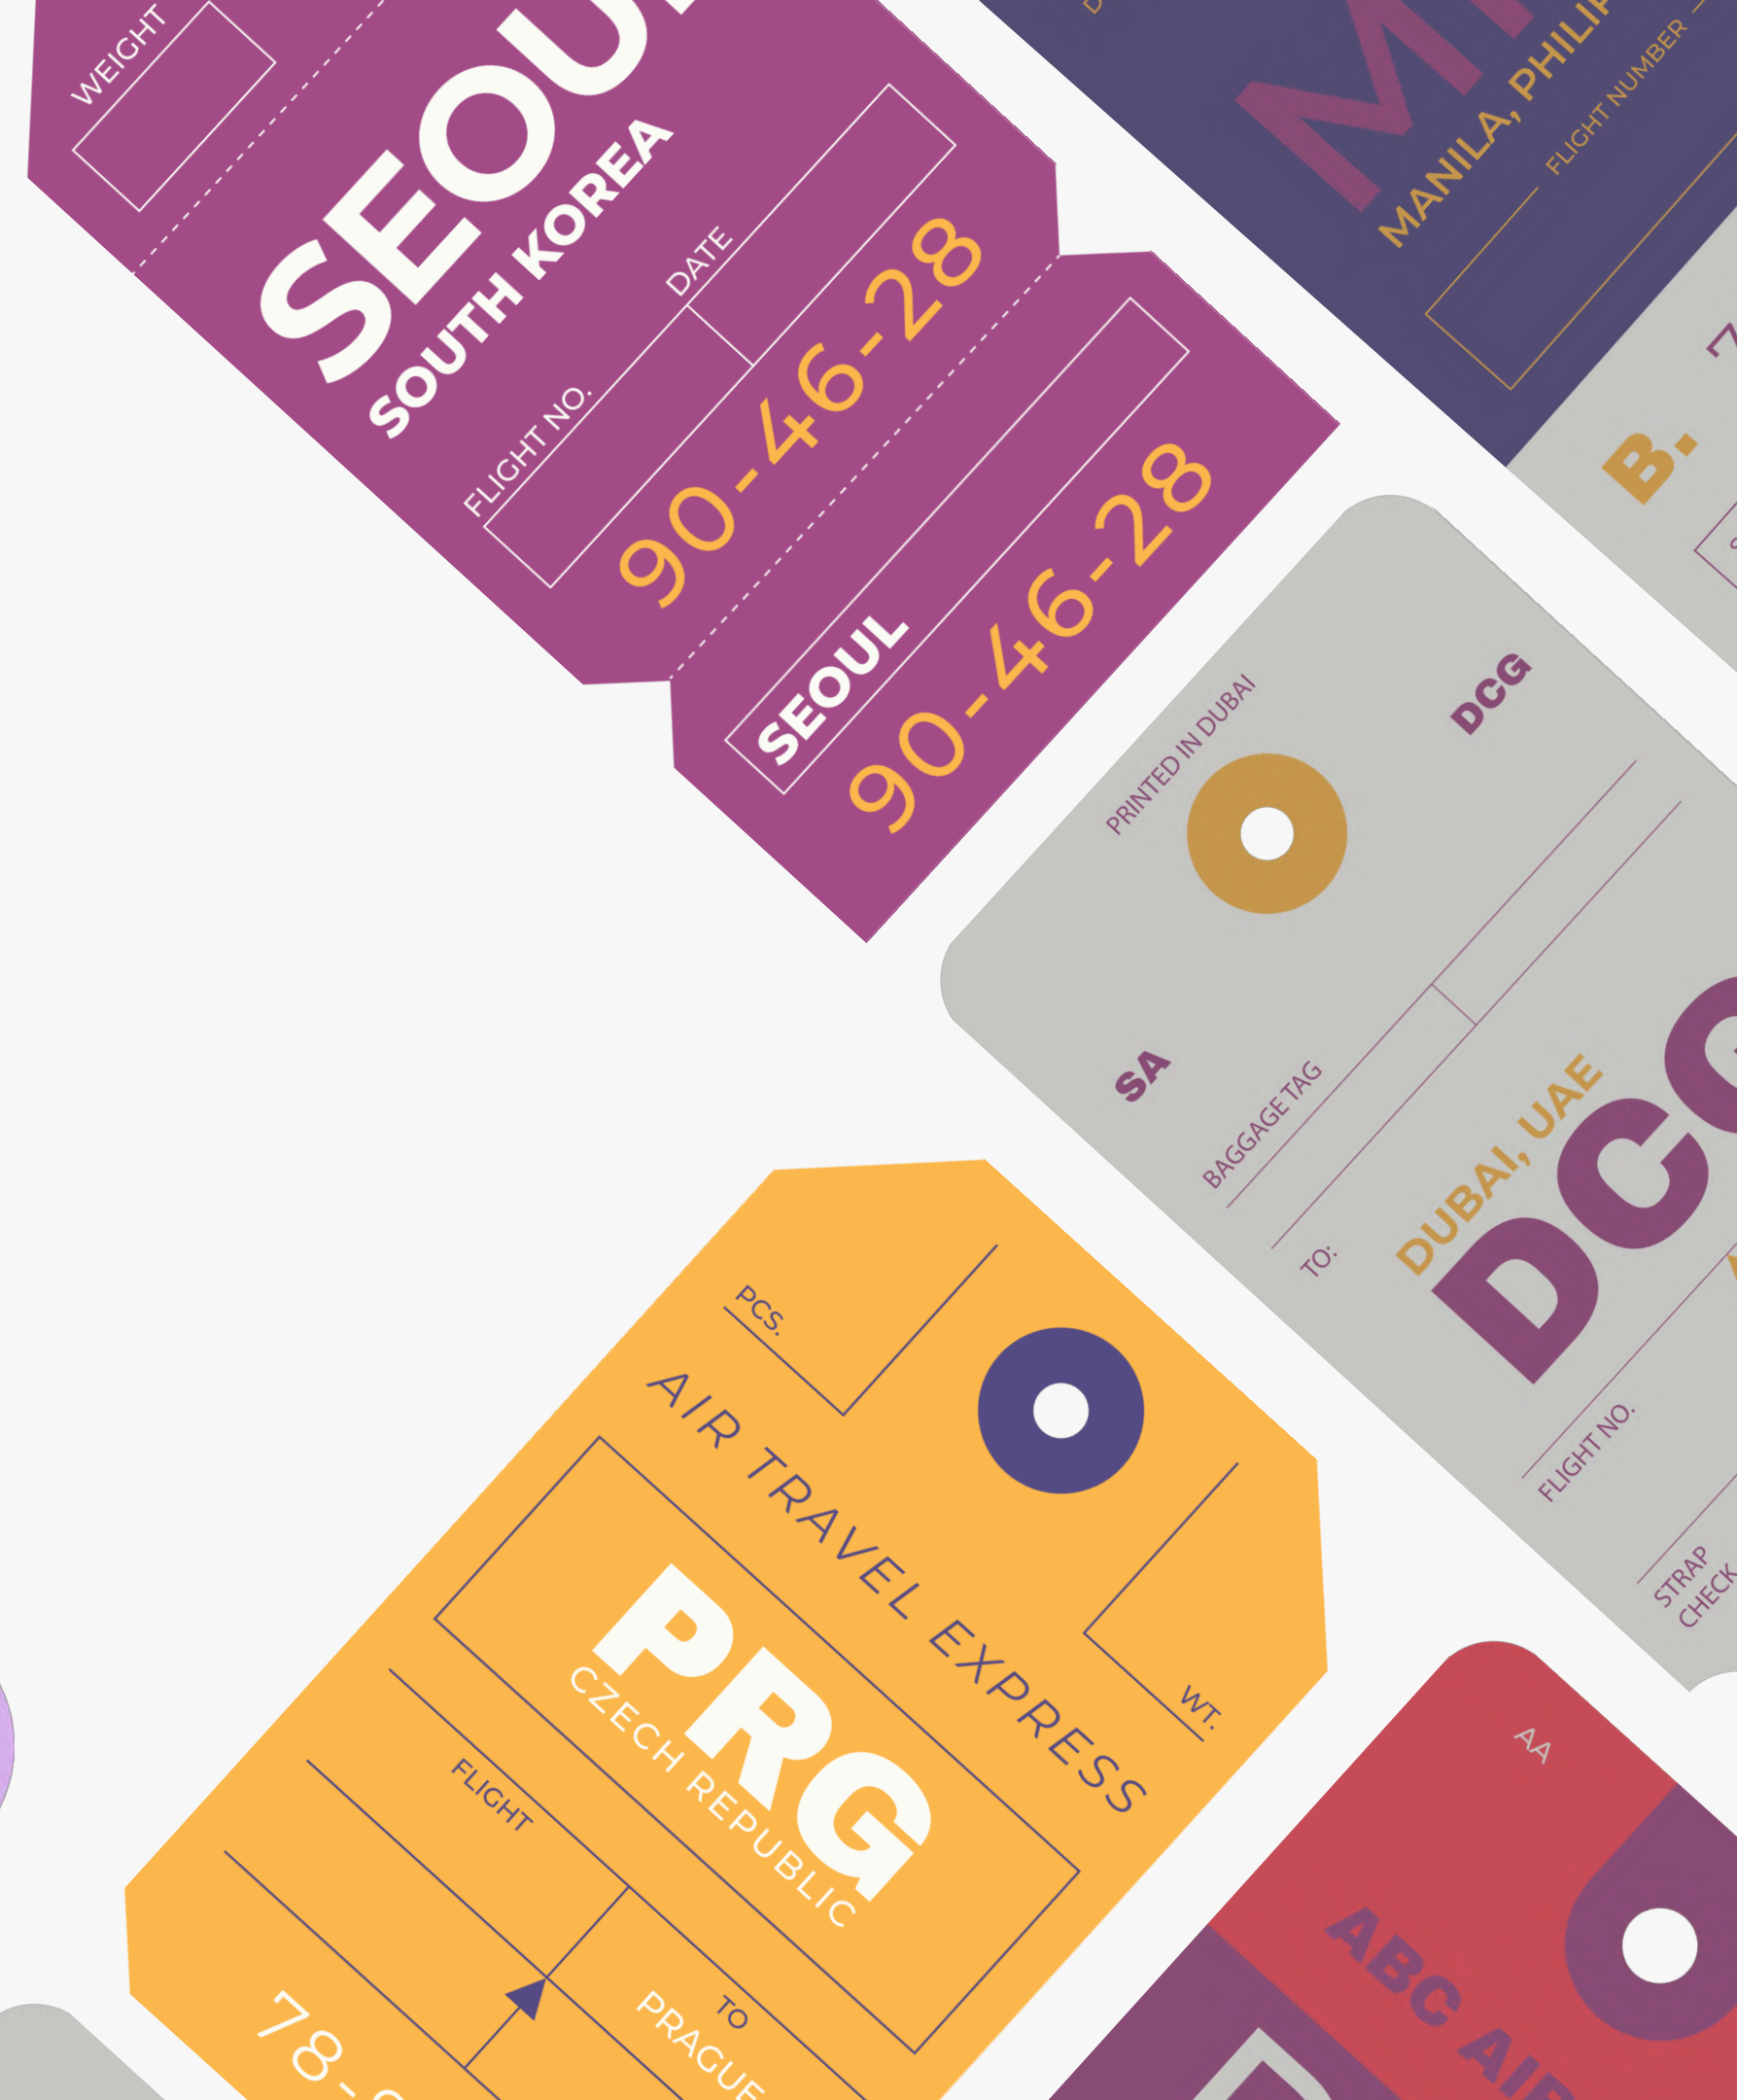 WEIGHT
SEOU
SOUTH KOREA
FLIGHT NO.
DATE
90-46-28
SEOUL
90-46-28
MANILA,
FLIGHT NUMBER
B.
PRINTED IN DUBAI
DCG
SA
BAGGAGE TAG
TO:
DUBAI, UAE
DCG
FLIGHT NO.
STRAP
CHECK
PCS.
AIR TRAVEL EXPRESS
WT.
PRG
CZECH REPUBLIC
FLIGHT
TO
PRAGUE
78-
AA
ABC AIR